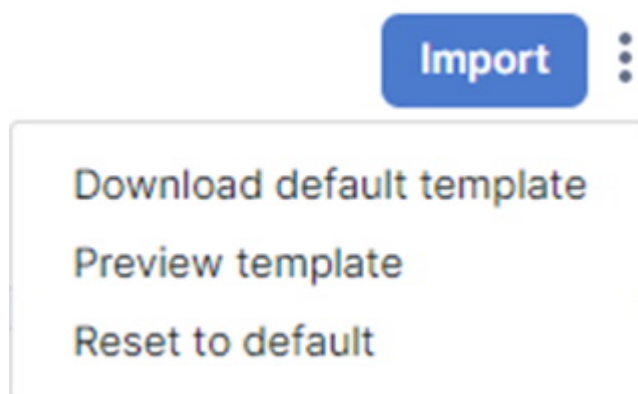 Import
Download default template
Preview template
Reset to default